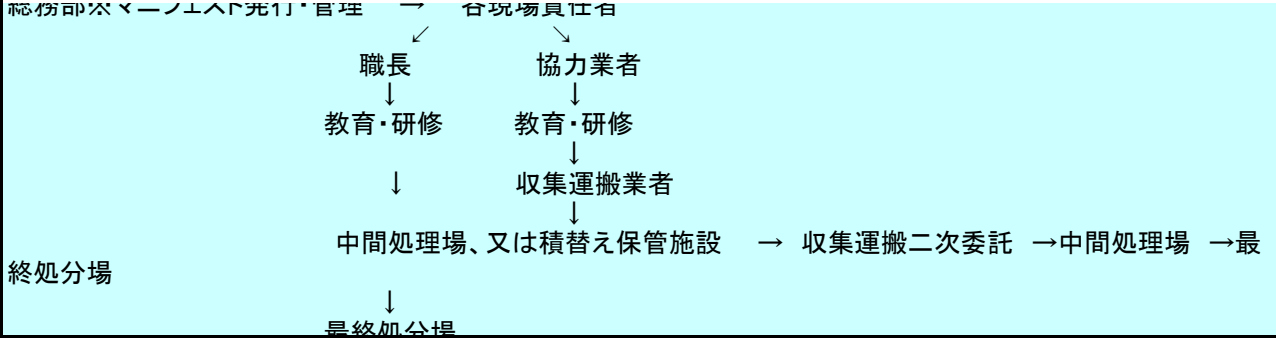 総務部※マニフェスト発行・管理 → 各現場責任者
↙ ↘
職長 協力業者
↓ ↓
教育・研修 教育・研修
↓
↓ 収集運搬業者
↓
中間処理場、又は積替え保管施設 → 収集運搬二次委託 →中間処理場 →最
終処分場
↓
最終処分場